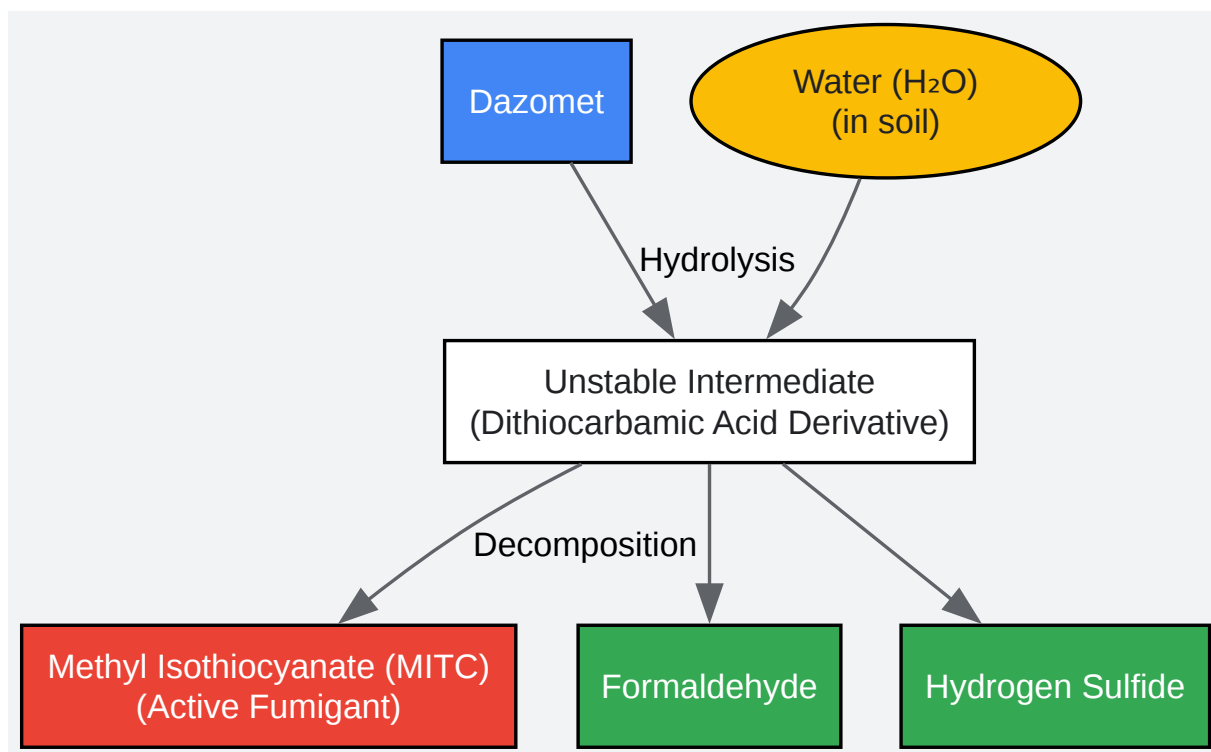 Dazomet
Water (H₂O)
(in soil)
Hydrolysis
Unstable Intermediate
(Dithiocarbamic Acid Derivative)
Decomposition
Methyl Isothiocyanate (MITC)
(Active Fumigant)
Formaldehyde
Hydrogen Sulfide